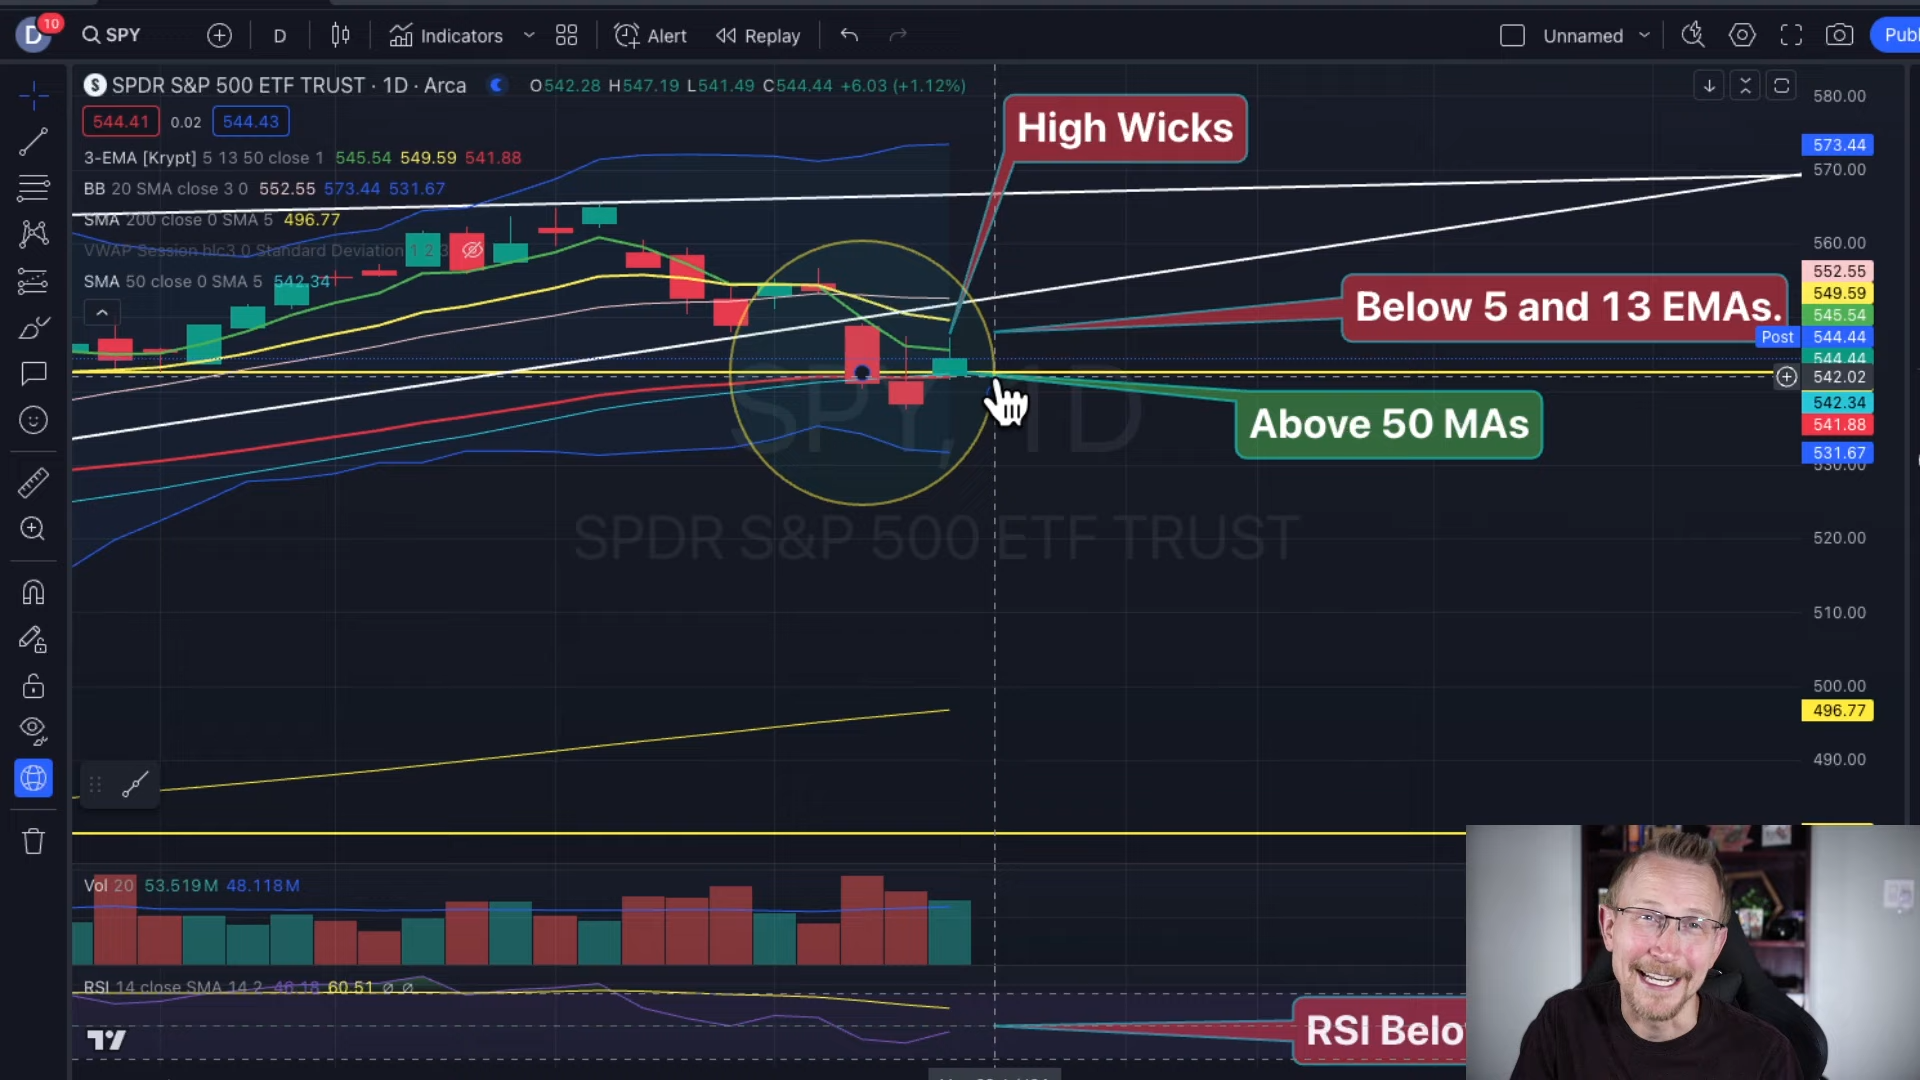 D 10 SPY D Indicators Alert Replay Unnamed Publ
S SPDR S&P 500 ETF TRUST · 1D · Arca O542.28 H547.19 L541.49 C544.44 +6.03 (+1.12%)
544.41 0.02 544.43
3-EMA [Krypt] 5 13 50 close 1 545.54 549.59 541.88
BB 20 SMA close 3 0 552.55 573.44 531.67
SMA 200 close 0 SMA 5 496.77
VWAP Session hlc3 0 Standard Deviation 1 2 3
SMA 50 close 0 SMA 5 542.34
High Wicks
Below 5 and 13 EMAs.
Above 50 MAs
SPY, 1D
SPDR S&P 500 ETF TRUST
580.00
573.44
570.00
560.00
552.55
549.59
545.54
Post 544.44
544.44
542.02
542.34
541.88
531.67
530.00
520.00
510.00
500.00
496.77
490.00
Vol 20 53.519M 48.118M
RSI 14 close SMA 14 2 46.18 60.51 ∅ ∅
RSI Belo